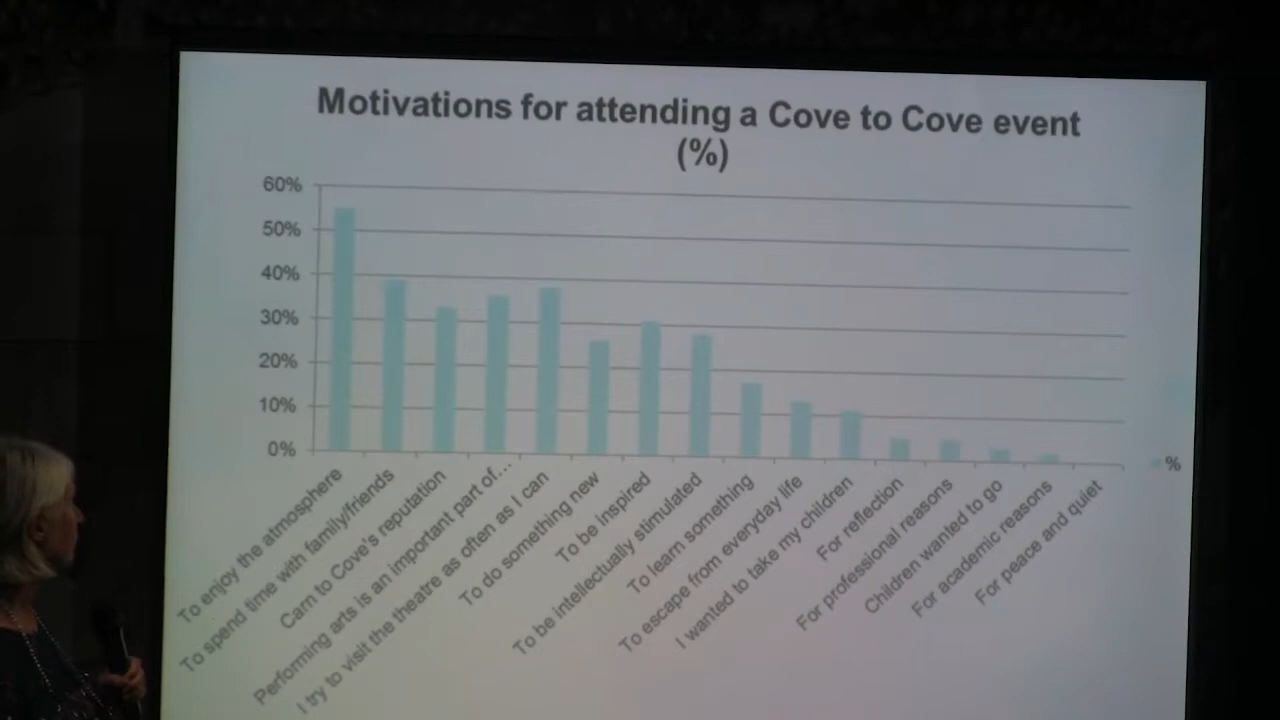 Motivations for attending a Cove to Cove event
(%)
60%
50%
40%
30%
20%
10%
0%
To enjoy the atmosphere
To spend time with family/friends
Carn to Cove's reputation
Performing arts is an important part of...
I try to visit the theatre as often as I can
To do something new
To be inspired
To be intellectually stimulated
To learn something
To escape from everyday life
I wanted to take my children
For reflection
For professional reasons
Children wanted to go
For academic reasons
For peace and quiet
%